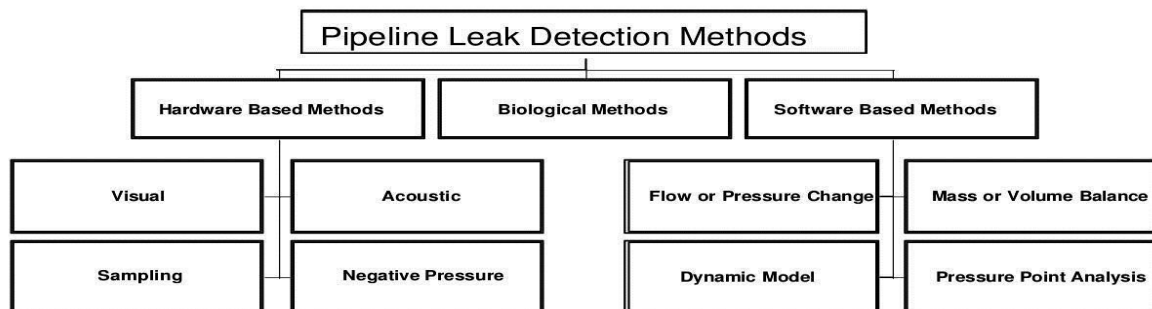 Pipeline Leak Detection Methods
Hardware Based Methods
Biological Methods
Software Based Methods
Visual
Acoustic
Flow or Pressure Change
Mass or Volume Balance
Sampling
Negative Pressure
Dynamic Model
Pressure Point Analysis